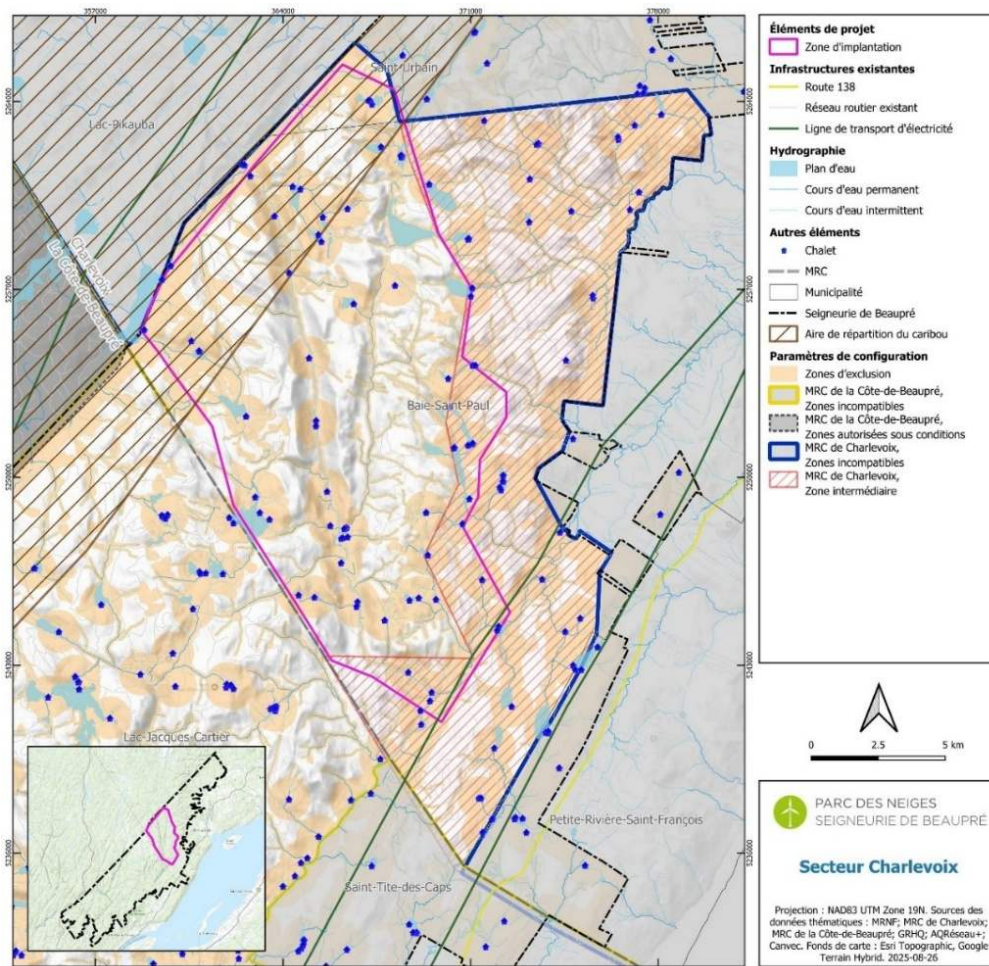 357000
364000
371000
378000
5264000
5257000
5250000
5243000
5236000
5264000
5257000
5250000
5243000
5236000
Saint-Urbain
Lac-Pikauba
Charlevoix
La Côte-de-Beaupré
Baie-Saint-Paul
Lac-Jacques-Cartier
Petite-Rivière-Saint-François
Saint-Tite-des-Caps
Éléments de projet
Zone d'implantation
Infrastructures existantes
Route 138
Réseau routier existant
Ligne de transport d'électricité
Hydrographie
Plan d'eau
Cours d'eau permanent
Cours d'eau intermittent
Autres éléments
Chalet
MRC
Municipalité
Seigneurie de Beaupré
Aire de répartition du caribou
Paramètres de configuration
Zones d'exclusion
MRC de la Côte-de-Beaupré,
Zones incompatibles
MRC de la Côte-de-Beaupré,
Zones autorisées sous conditions
MRC de Charlevoix,
Zones incompatibles
MRC de Charlevoix,
Zone intermédiaire
0 2.5 5 km
PARC DES NEIGES
SEIGNEURIE DE BEAUPRÉ
Secteur Charlevoix
Projection : NAD83 UTM Zone 19N. Sources des
données thématiques : MRNF; MRC de Charlevoix;
MRC de la Côte-de-Beaupré; GRHQ; AQRéseau+;
Canvec. Fonds de carte : Esri Topographic, Google
Terrain Hybrid. 2025-08-26